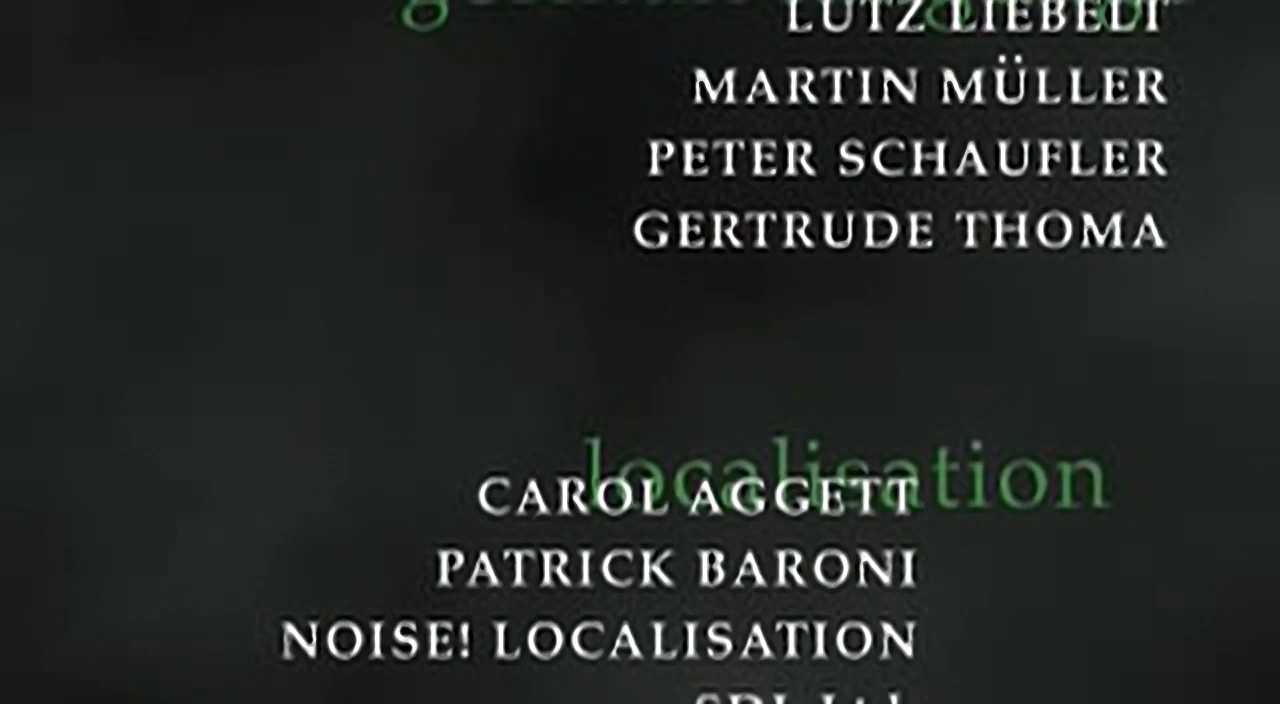 LUTZ LIEBELT
MARTIN MÜLLER
PETER SCHAUFLER
GERTRUDE THOMA
localisation
CAROL AGGETT
PATRICK BARONI
NOISE! LOCALISATION